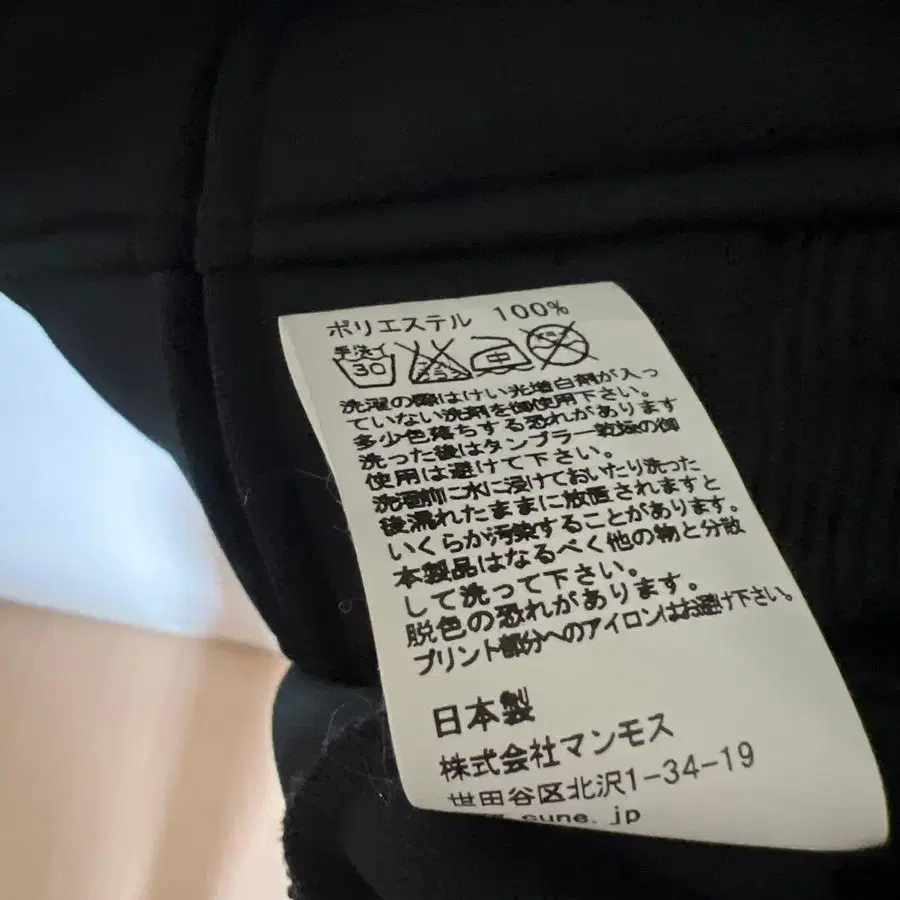 ポリエステル 100%
手洗イ
30
洗濯の際はけい光増白剤が入っ
ていない洗剤を御使用下さい。
多少色落ちする恐れがあります
洗った後はタンブラー乾燥の御
使用は避けて下さい。
洗濯前に水に浸けておいたり洗った
後濡れたままに放置されますと
いくらか汚染することがあります。
本製品はなるべく他の物と分散
して洗って下さい。
脱色の恐れがあります。
プリント部分へのアイロンはお避け下さい。
日本製
株式会社マンモス
世田谷区北沢1-34-19
cune.jp